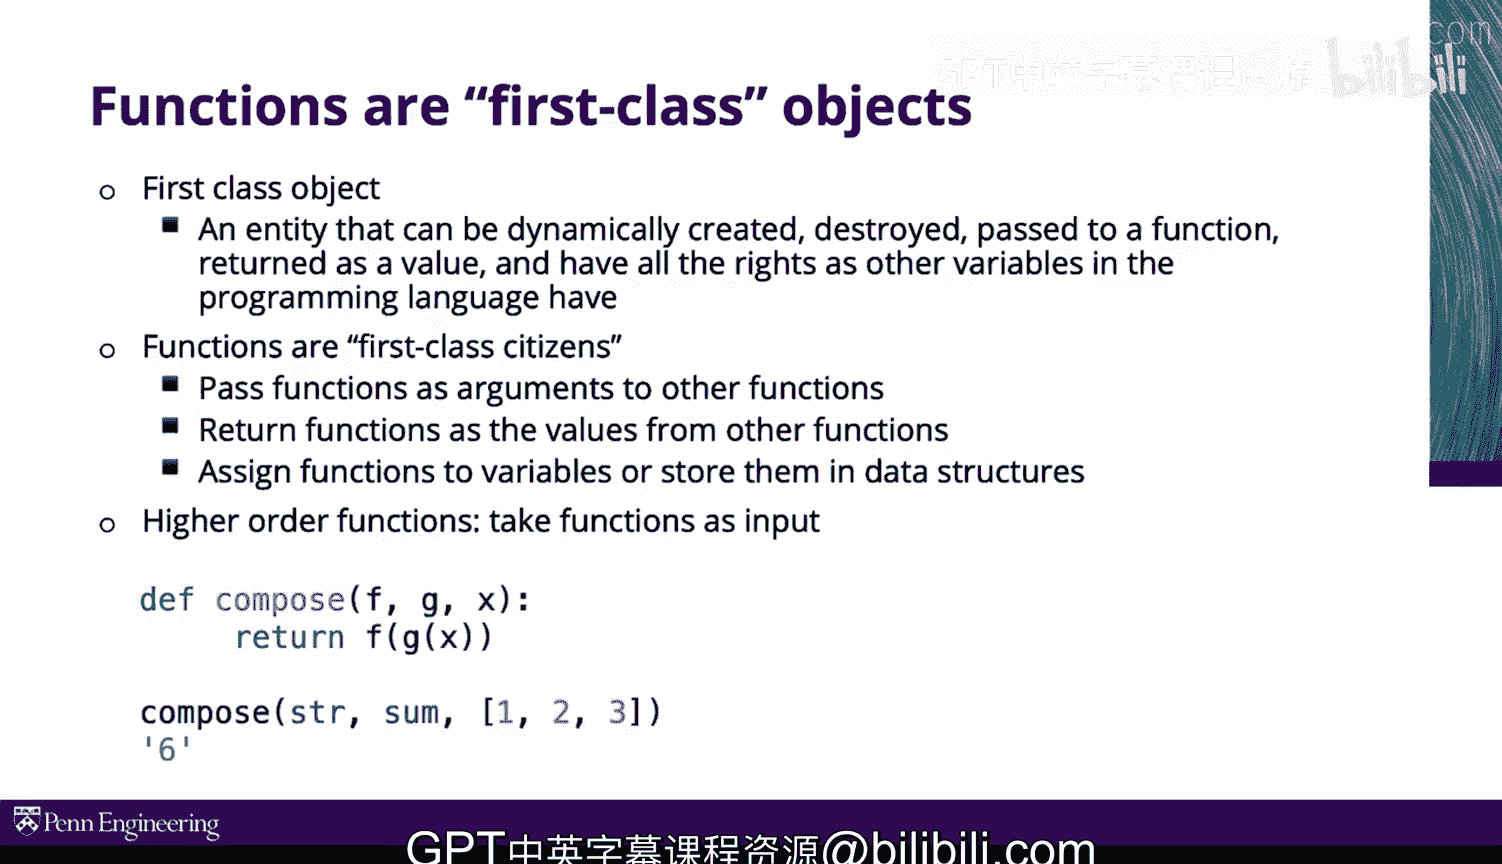 .com
bilibili
Functions are “first-class” objects
First class object
An entity that can be dynamically created, destroyed, passed to a function,
returned as a value, and have all the rights as other variables in the
programming language have
Functions are “first-class citizens”
Pass functions as arguments to other functions
Return functions as the values from other functions
Assign functions to variables or store them in data structures
Higher order functions: take functions as input
def compose(f, g, x):
return f(g(x))
compose(str, sum, [1, 2, 3])
'6'
Penn Engineering
GPT中英字幕课程资源@bilibili.com